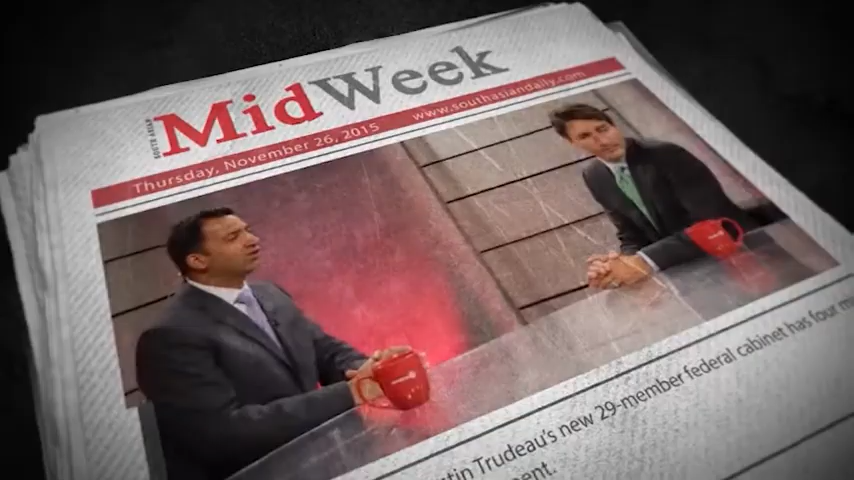 SOUTH ASIAN
MidWeek
Thursday, November 26, 2015 www.southasiandaily.com
tin Trudeau's new 29-member federal cabinet has four m
ent.